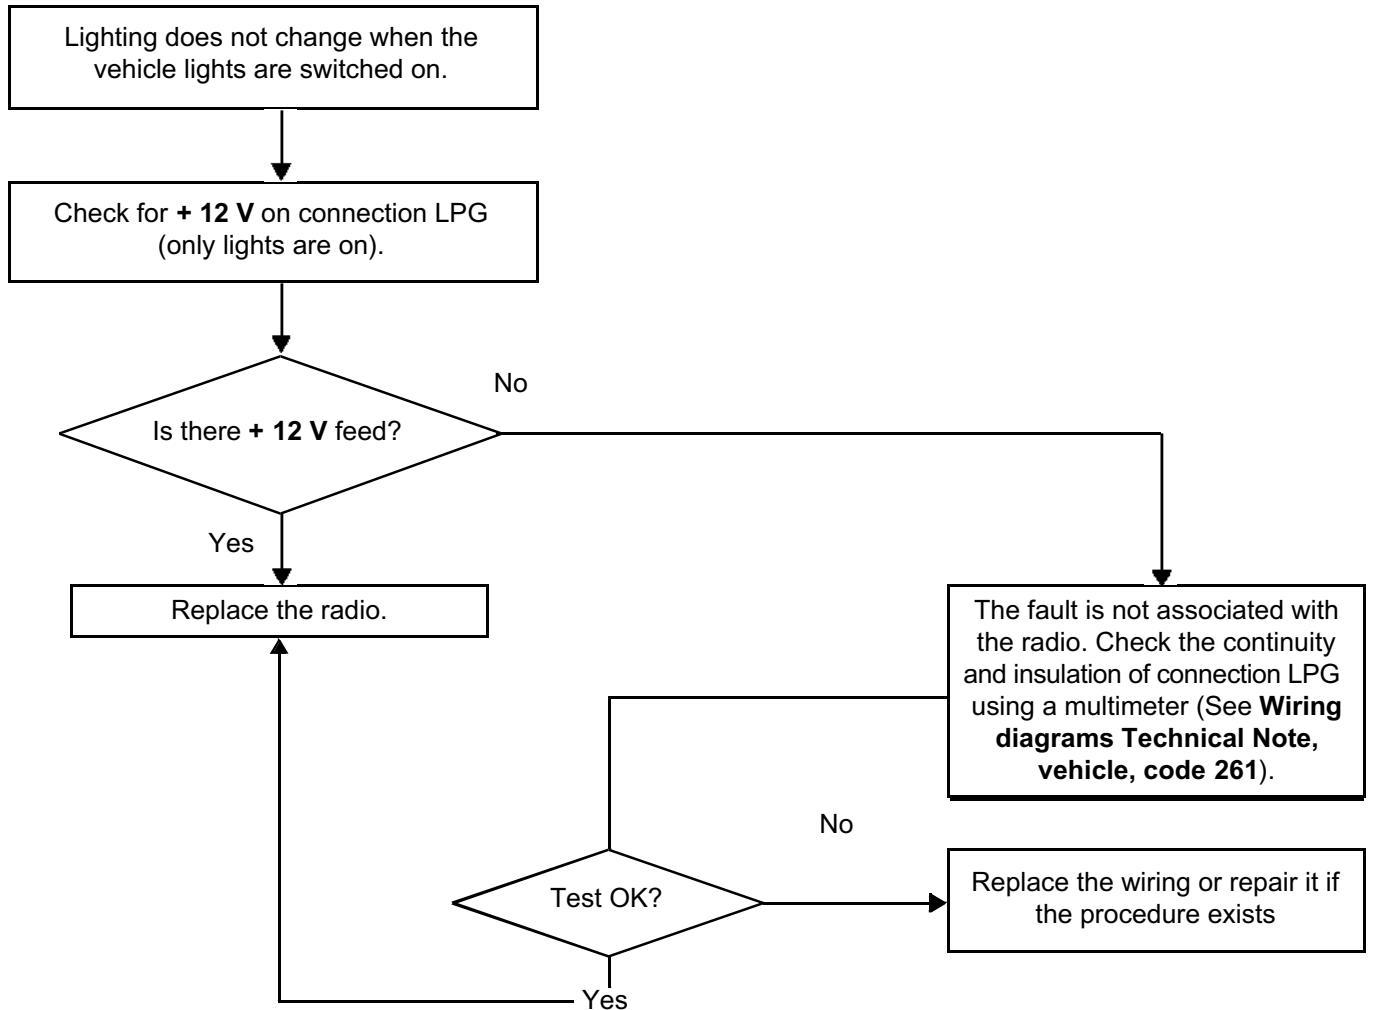 Lighting does not change when the
vehicle lights are switched on.
Check for + 12 V on connection LPG
(only lights are on).
No
Is there + 12 V feed?
Yes
Replace the radio.
The fault is not associated with
the radio. Check the continuity
and insulation of connection LPG
using a multimeter (See Wiring
diagrams Technical Note,
vehicle, code 261).
No
Test OK?
Replace the wiring or repair it if
the procedure exists
Yes